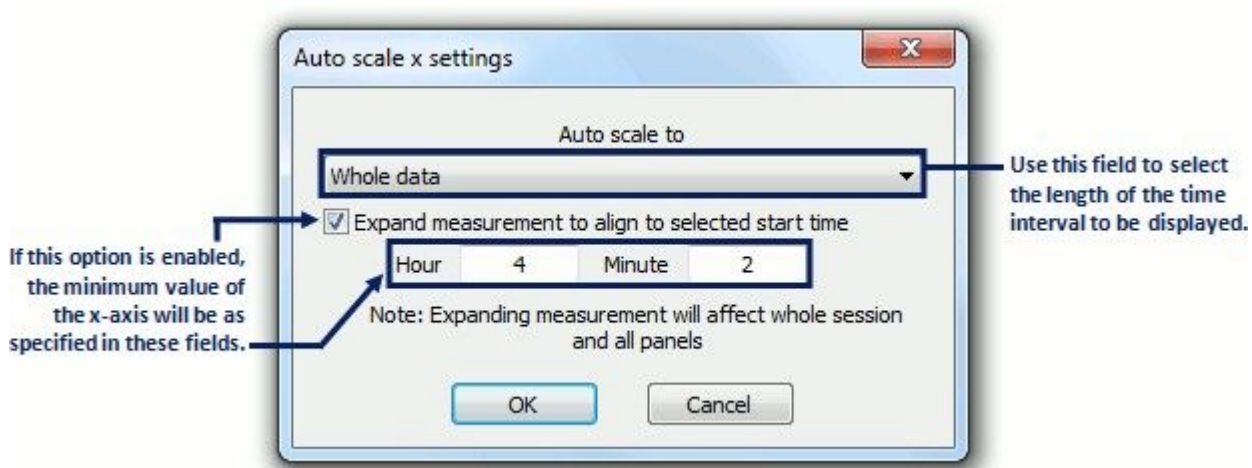 Auto scale x settings
Auto scale to
Whole data
Use this field to select
the length of the time
interval to be displayed.
Expand measurement to align to selected start time
If this option is enabled,
the minimum value of
the x-axis will be as
specified in these fields.
Hour 4 Minute 2
Note: Expanding measurement will affect whole session
and all panels
OK Cancel